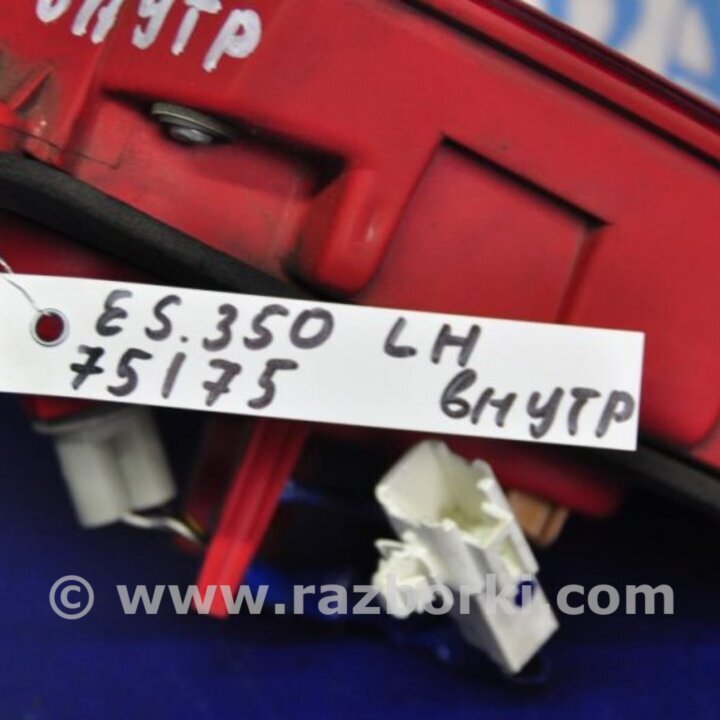 внутр
ES.350 LH
75175 внутр
© www.razborki.com